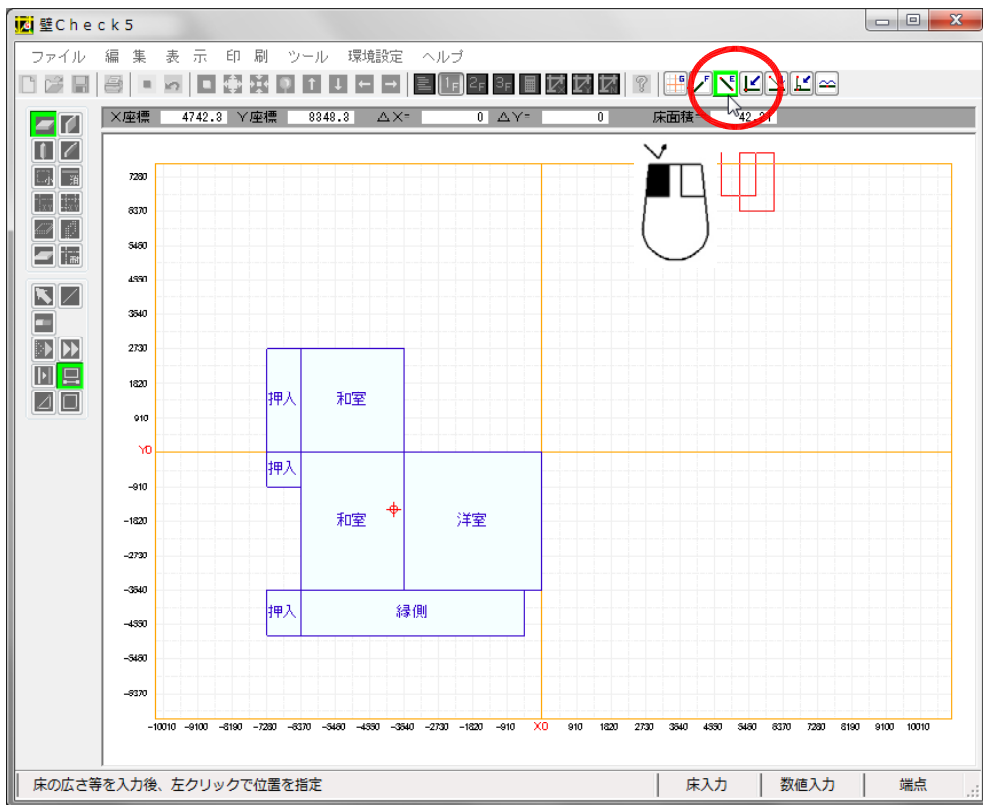 壁Check5
ファイル 編集 表示 印刷 ツール 環境設定 ヘルプ
1F 2F 3F G F E
X座標 4742.3 Y座標 8348.3 △X= 0 △Y= 0 床面積=
小 消
耐
7280
6370
5460
4550
3640
2730
1820
910
Y0
-910
-1820
-2730
-3640
-4550
-5460
-6370
押入 和室
押入
和室 洋室
押入 縁側
-10010 -9100 -8190 -7280 -6370 -5460 -4550 -3640 -2730 -1820 -910 X0 910 1820 2730 3640 4550 5460 6370 7280 8190 9100 10010
床の広さ等を入力後、左クリックで位置を指定 床入力 数値入力 端点